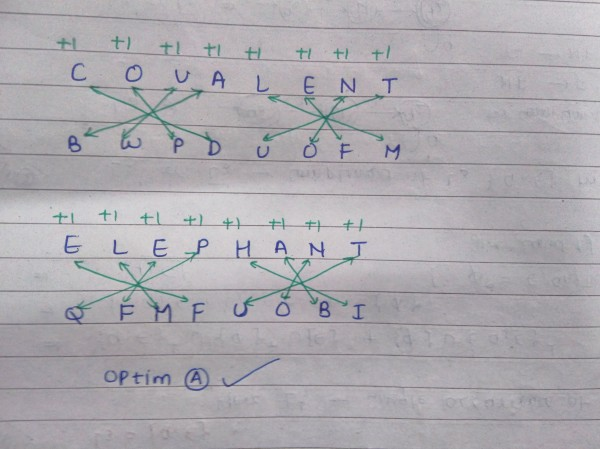 +1 +1 +1 +1 +1 +1 +1 +1
C O V A L E N T
B W P D U O F M
+1 +1 +1 +1 +1 +1 +1 +1
E L E P H A N T
Q F M F U O B I
optim A ✓